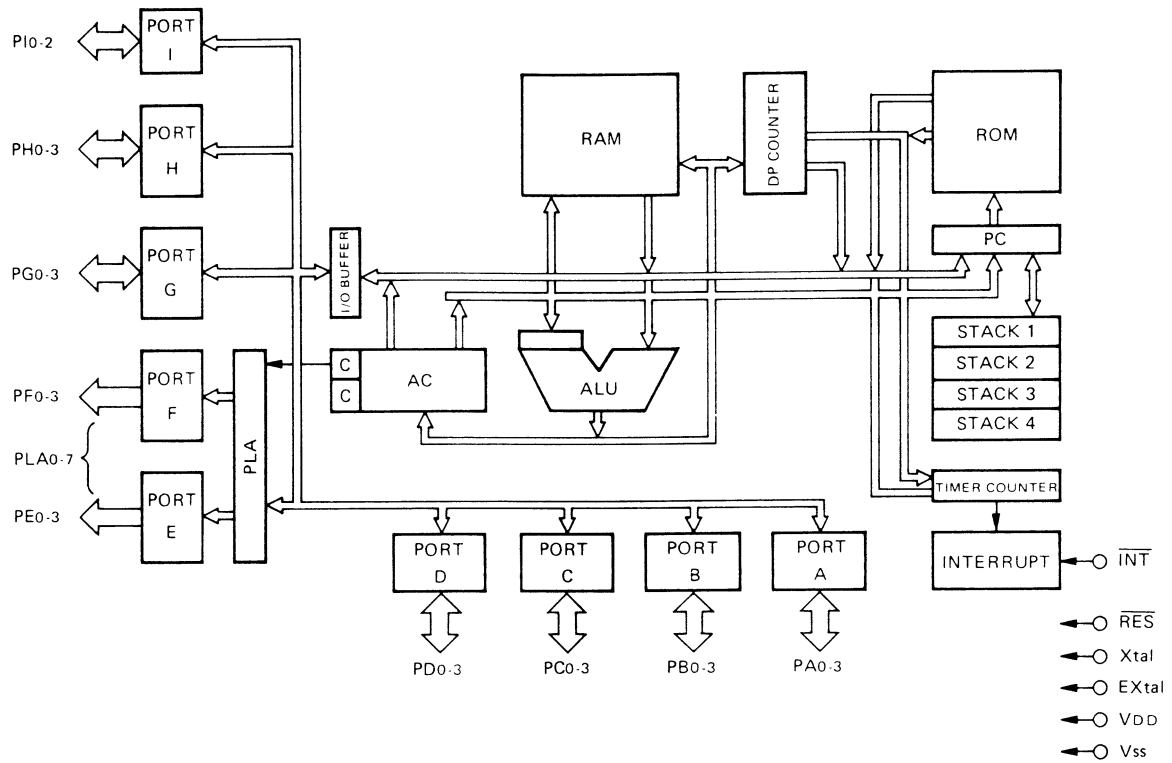 PI0-2
PORT
I
PH0-3
PORT
H
PG0-3
PORT
G
PF0-3
PORT
F
PLA0-7
PE0-3
PORT
E
PLA
I/O BUFFER
C
C
AC
RAM
ALU
DP COUNTER
ROM
PC
STACK 1
STACK 2
STACK 3
STACK 4
TIMER COUNTER
INTERRUPT
INT
PORT
D
PORT
C
PORT
B
PORT
A
PD0-3
PC0-3
PB0-3
PA0-3
RES
Xtal
EXtal
VDD
Vss